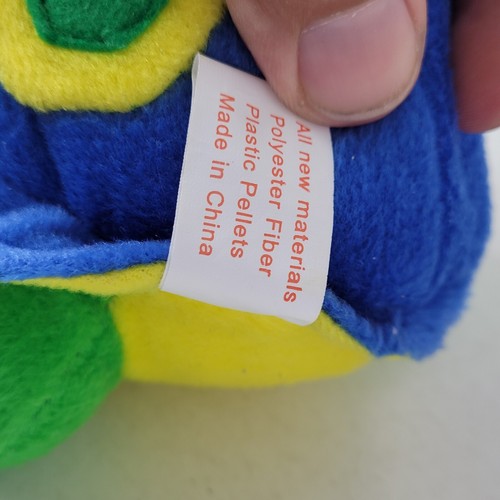 All new materials
Polyester Fiber
Plastic Pellets
Made in China